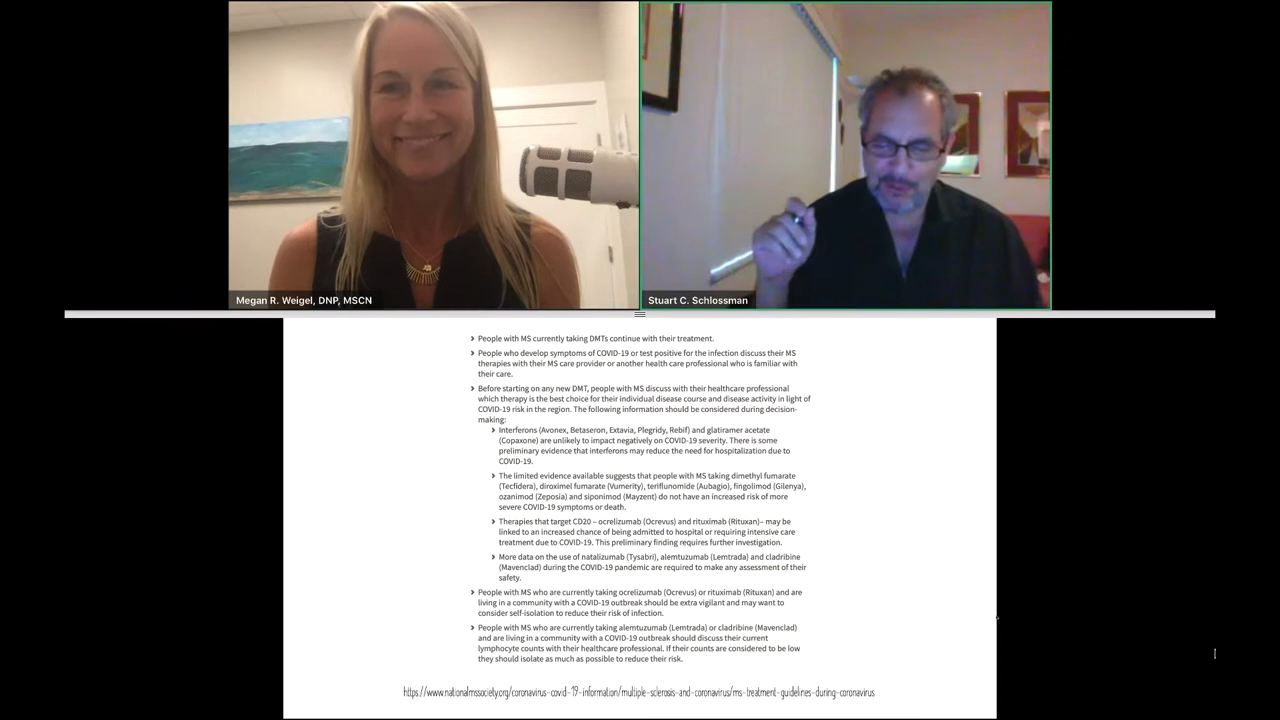 Megan R. Weigel, DNP, MSCN
Stuart C. Schlossman
People with MS currently taking DMTs continue with their treatment.
People who develop symptoms of COVID-19 or test positive for the infection discuss their MS
therapies with their MS care provider or another health care professional who is familiar with
their care.
Before starting on any new DMT, people with MS discuss with their healthcare professional
which therapy is the best choice for their individual disease course and disease activity in light of
COVID-19 risk in the region. The following information should be considered during decision-
making:
Interferons (Avonex, Betaseron, Extavia, Plegridy, Rebif) and glatiramer acetate
(Copaxone) are unlikely to impact negatively on COVID-19 severity. There is some
preliminary evidence that interferons may reduce the need for hospitalization due to
COVID-19.
The limited evidence available suggests that people with MS taking dimethyl fumarate
(Tecfidera), diroximel fumarate (Vumerity), teriflunomide (Aubagio), fingolimod (Gilenya),
ozanimod (Zeposia) and siponimod (Mayzent) do not have an increased risk of more
severe COVID-19 symptoms or death.
Therapies that target CD20 – ocrelizumab (Ocrevus) and rituximab (Rituxan)– may be
linked to an increased chance of being admitted to hospital or requiring intensive care
treatment due to COVID-19. This preliminary finding requires further investigation.
More data on the use of natalizumab (Tysabri), alemtuzumab (Lemtrada) and cladribine
(Mavenclad) during the COVID-19 pandemic are required to make any assessment of their
safety.
People with MS who are currently taking ocrelizumab (Ocrevus) or rituximab (Rituxan) and are
living in a community with a COVID-19 outbreak should be extra vigilant and may want to
consider self-isolation to reduce their risk of infection.
People with MS who are currently taking alemtuzumab (Lemtrada) or cladribine (Mavenclad)
and are living in a community with a COVID-19 outbreak should discuss their current
lymphocyte counts with their healthcare professional. If their counts are considered to be low
they should isolate as much as possible to reduce their risk.
https://www.nationalmssociety.org/coronavirus-covid-19-information/multiple-sclerosis-and-coronavirus/ms-treatment-guidelines-during-coronavirus